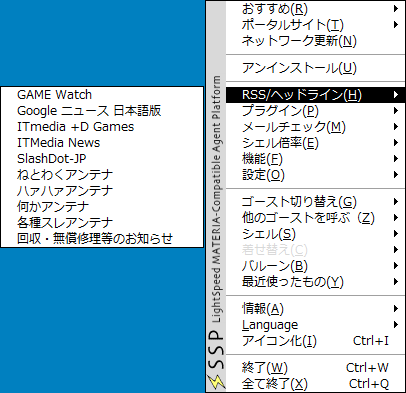 おすすめ(R)
ポータルサイト(T)
ネットワーク更新(N)
アンインストール(U)
RSS/ヘッドライン(H)
プラグイン(P)
メールチェック(M)
シェル倍率(E)
機能(F)
設定(O)
ゴースト切り替え(G)
他のゴーストを呼ぶ(Z)
シェル(S)
着せ替え(C)
バルーン(B)
最近使ったもの(Y)
情報(A)
Language
アイコン化(I) Ctrl+I
終了(W) Ctrl+W
全て終了(X) Ctrl+Q
GAME Watch
Google ニュース 日本語版
ITmedia +D Games
ITMedia News
SlashDot-JP
ねとわくアンテナ
ハァハァアンテナ
何かアンテナ
各種スレアンテナ
回収・無償修理等のお知らせ
SSP LightSpeed MATERIA-Compatible Agent Platform